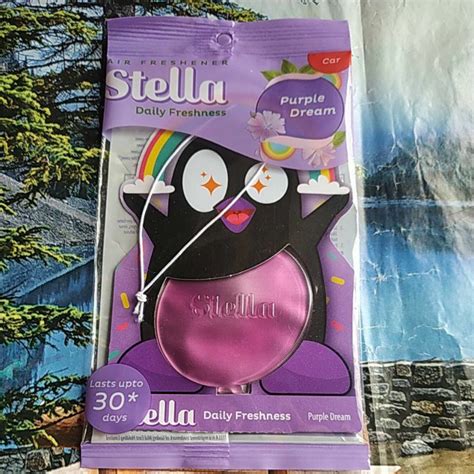 AIR FRESHENER
Stella
Daily Freshness
Car
Purple
Dream
Stella
Lasts upto
30*
days
Stella
Daily Freshness
Purple Dream